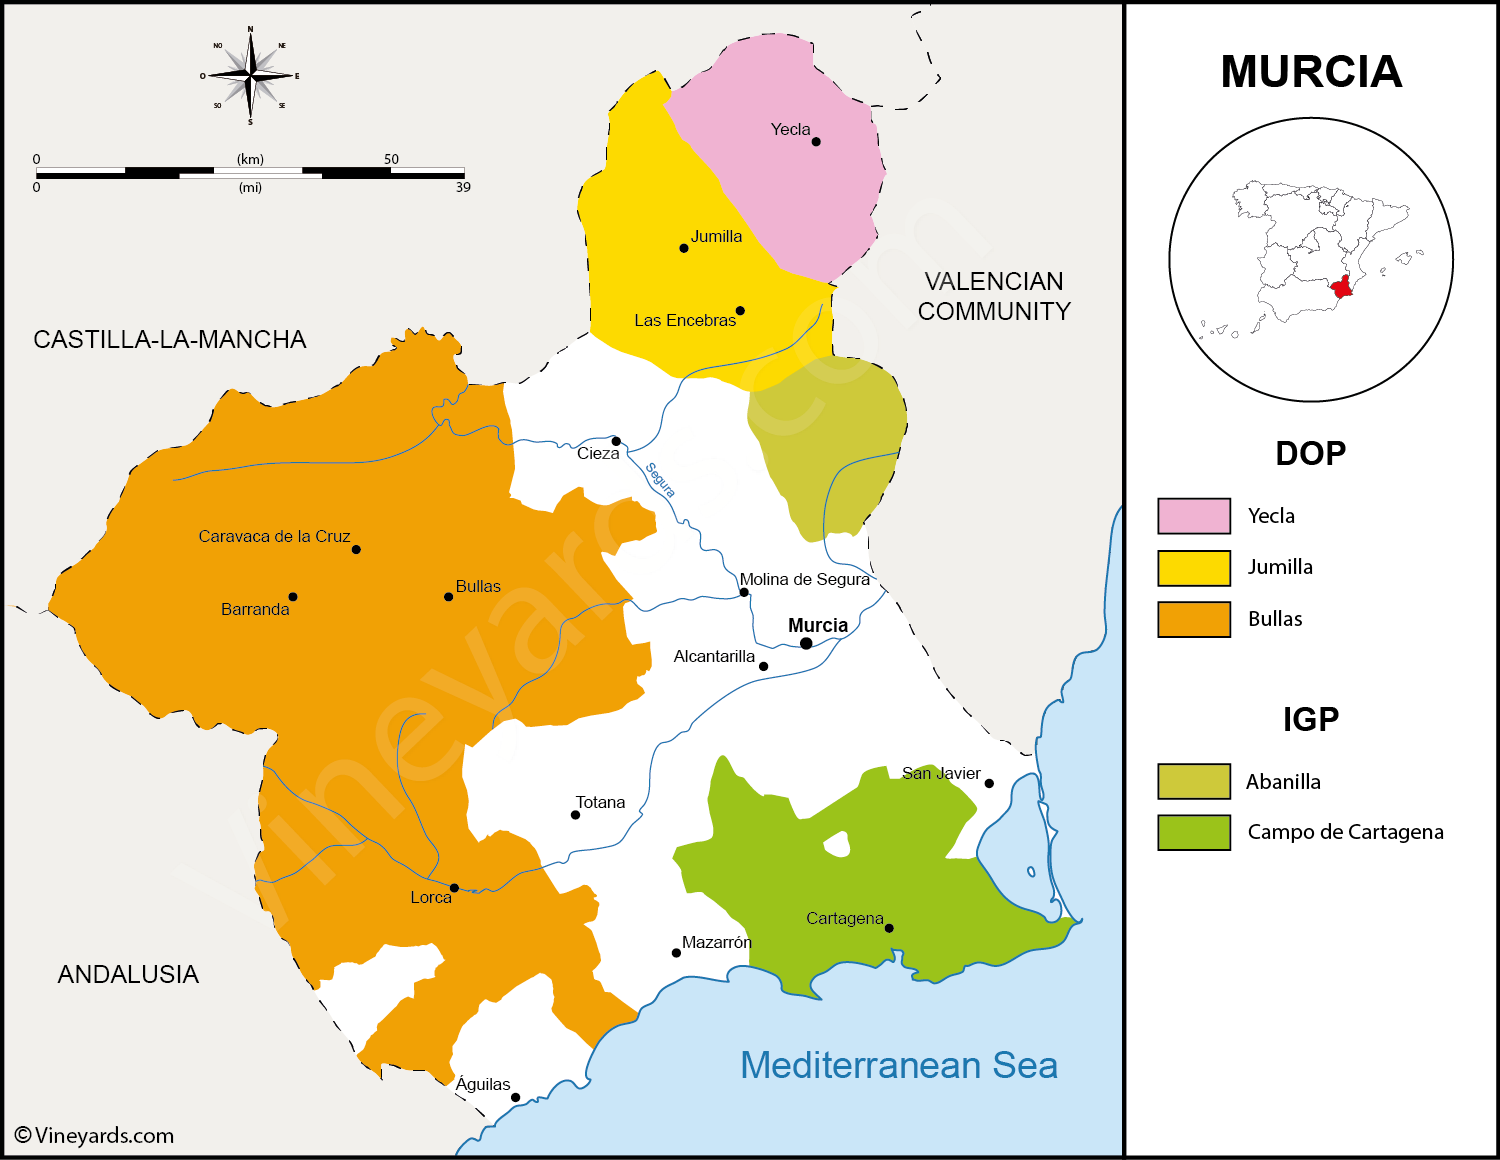 N
NO
NE
O
E
SO
SE
S
0
(km)
50
0
(mi)
39
CASTILLA-LA-MANCHA
VALENCIAN
COMMUNITY
ANDALUSIA
Yecla
Jumilla
Las Encebras
Cieza
Segura
Caravaca de la Cruz
Barranda
Bullas
Molina de Segura
Murcia
Alcantarilla
San Javier
Totana
Lorca
Cartagena
Mazarrón
Águilas
Mediterranean Sea
Vineyards.com
© Vineyards.com
MURCIA
DOP
Yecla
Jumilla
Bullas
IGP
Abanilla
Campo de Cartagena